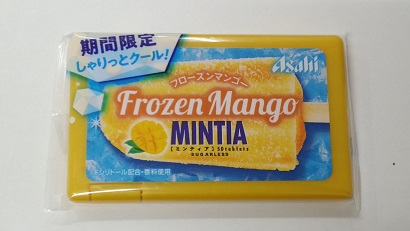 期間限定
しゃりっとクール!
Asahi
フローズンマンゴー
Frozen Mango
MINTIA
[ミンティア] 50tablets
SUGARLESS
キシリトール配合・香料使用